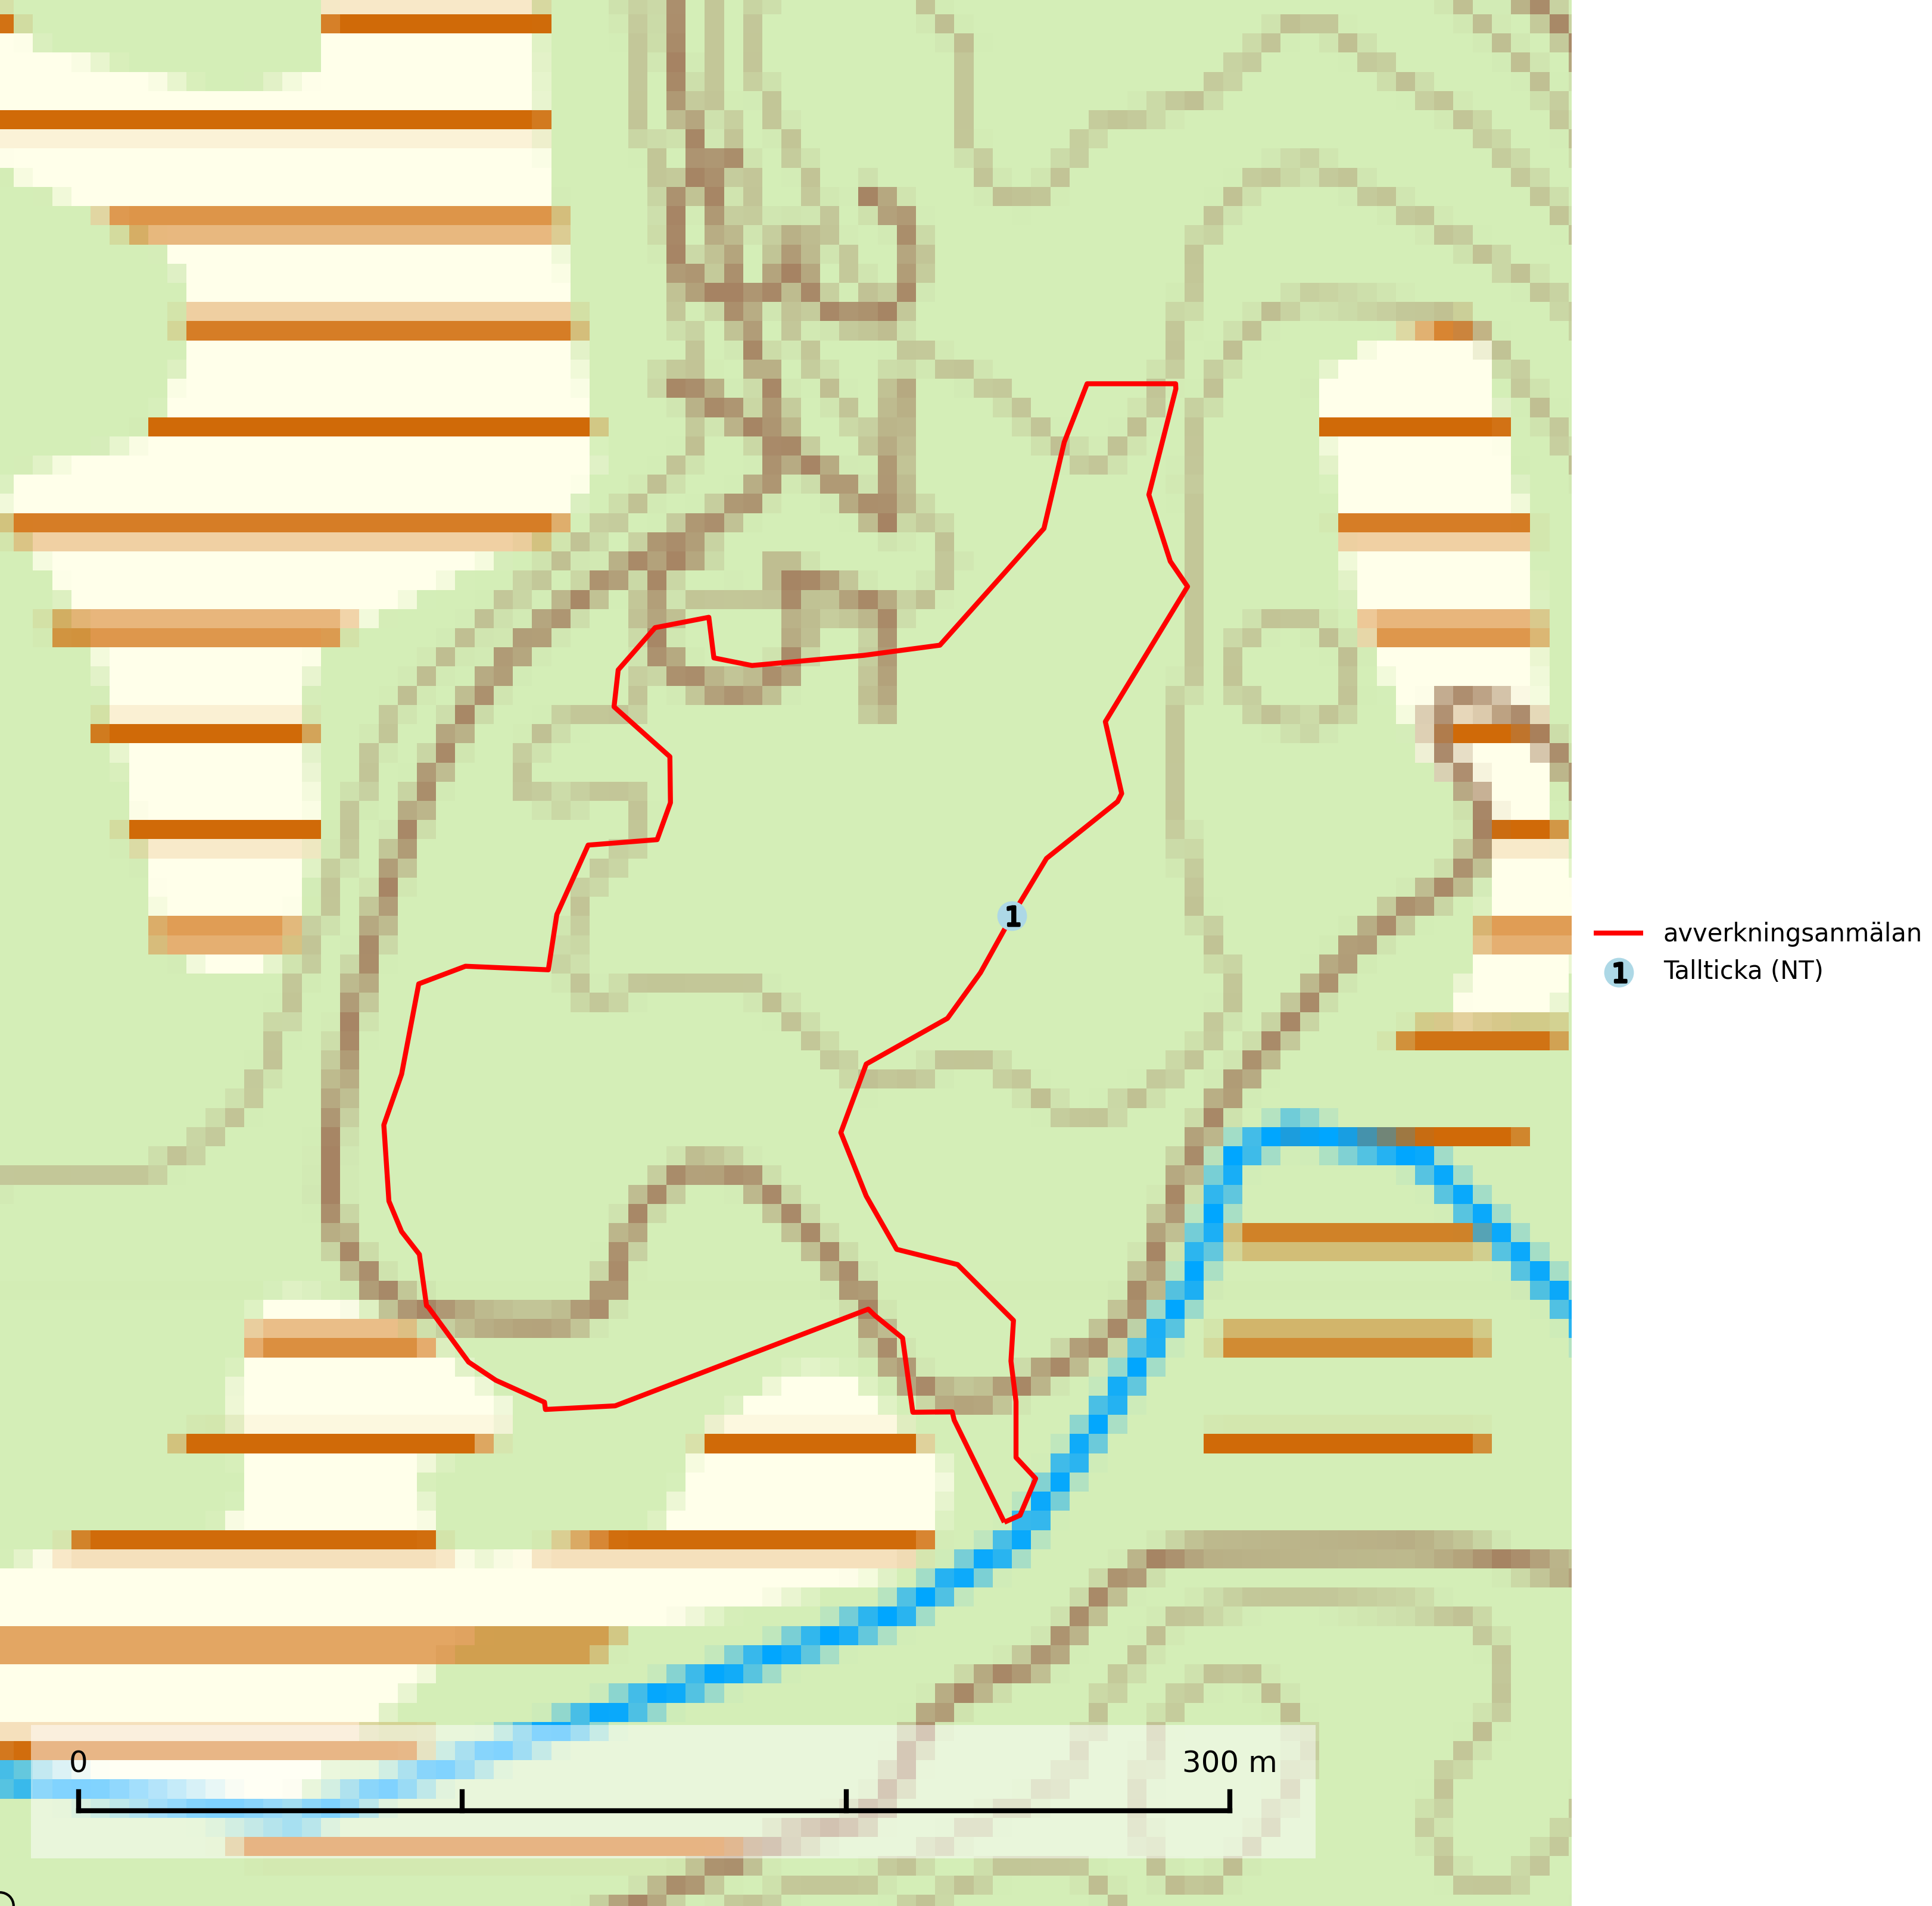 1
avverkningsanmälan
1 Tallticka (NT)
0 300 m